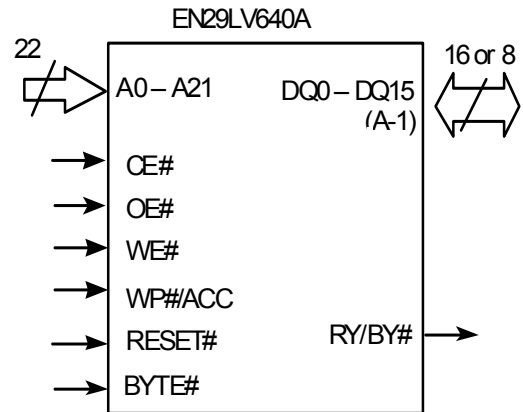 EN29LV640A
22
16 or 8
A0 – A21
DQ0 – DQ15
(A-1)
CE#
OE#
WE#
WP#/ACC
RESET#
RY/BY#
BYTE#